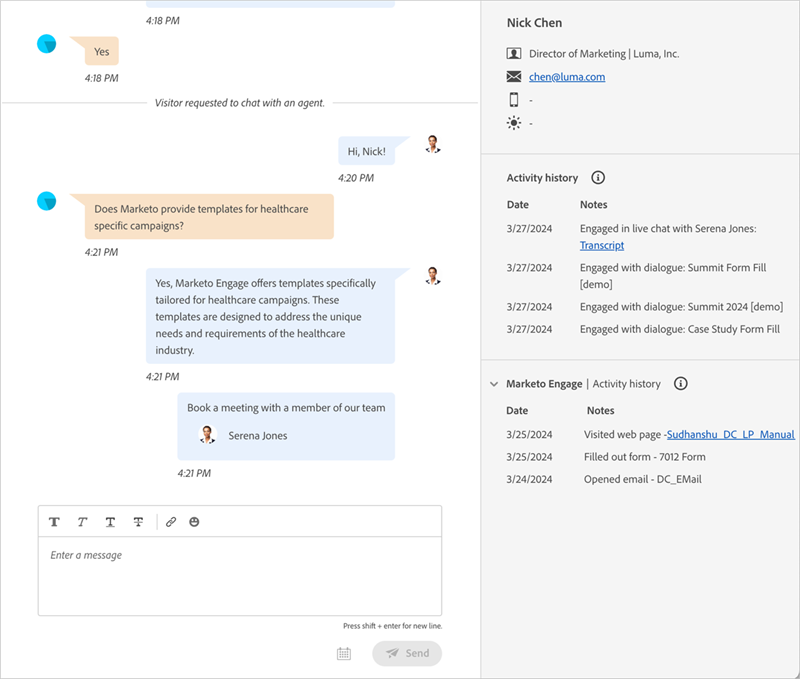 4:18 PM
Yes
4:18 PM
Visitor requested to chat with an agent.
Hi, Nick!
4:20 PM
Does Marketo provide templates for healthcare
specific campaigns?
4:21 PM
Yes, Marketo Engage offers templates specifically
tailored for healthcare campaigns. These
templates are designed to address the unique
needs and requirements of the healthcare
industry.
4:21 PM
Book a meeting with a member of our team
Serena Jones
4:21 PM
T T T T
Enter a message
Press shift + enter for new line.
Send
Nick Chen
Director of Marketing | Luma, Inc.
chen@luma.com
-
-
Activity history
Date Notes
3/27/2024 Engaged in live chat with Serena Jones:
Transcript
3/27/2024 Engaged with dialogue: Summit Form Fill
[demo]
3/27/2024 Engaged with dialogue: Summit 2024 [demo]
3/27/2024 Engaged with dialogue: Case Study Form Fill
Marketo Engage | Activity history
Date Notes
3/25/2024 Visited web page -Sudhanshu_DC_LP_Manual
3/25/2024 Filled out form - 7012 Form
3/24/2024 Opened email - DC_EMail